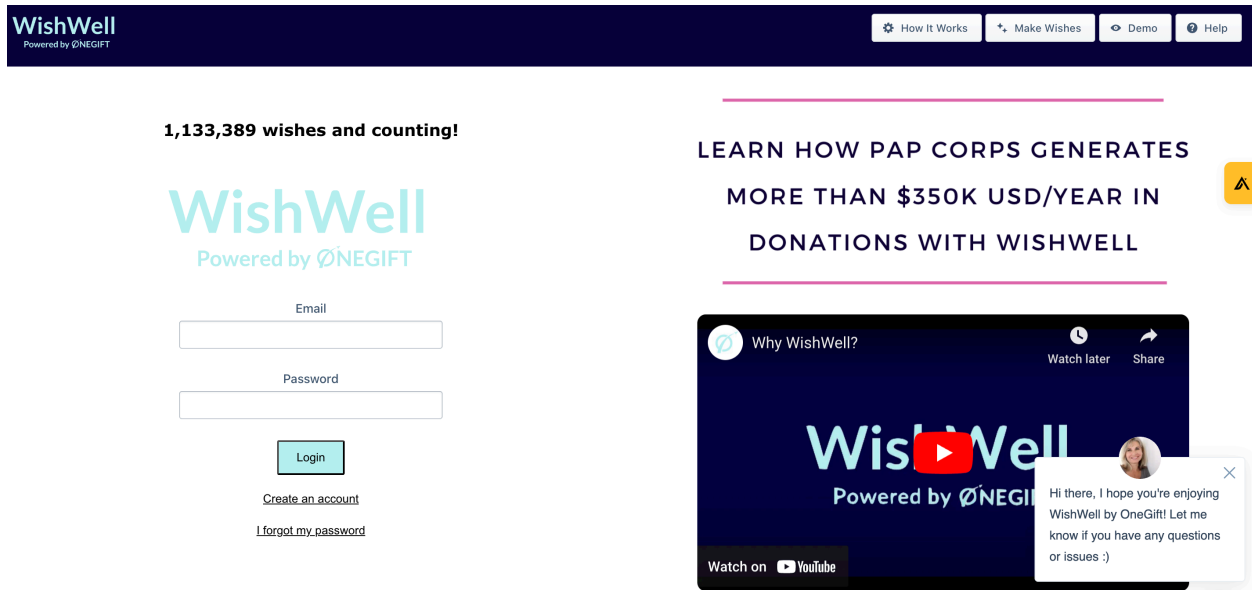 WishWell
Powered by ØNEGIFT
How It Works
Make Wishes
Demo
Help
1,133,389 wishes and counting!
WishWell
Powered by ØNEGIFT
Email
Password
Login
Create an account
I forgot my password
LEARN HOW PAP CORPS GENERATES
MORE THAN $350K USD/YEAR IN
DONATIONS WITH WISHWELL
Why WishWell?
Watch later
Share
Powered by
Watch on YouTube
Hi there, I hope you're enjoying
WishWell by OneGift! Let me
know if you have any questions
or issues :)